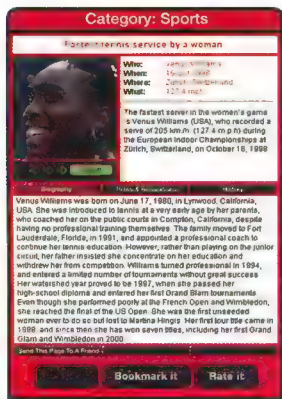 Category: Sports
Fastest tennis service by a woman
Who: Venus Williams
When:
Where: Zurich, Switzerland
What: 127.4 mph
The fastest server in the women's game
is Venus Williams (USA), who recorded a
serve of 205 km/h (127.4 m.p.h) during
the European Indoor Championships at
Zürich, Switzerland, on October 16, 1998
Biography
History
Venus Williams was born on June 17, 1980, in Lynwood, California,
USA. She was introduced to tennis at a very early age by her parents,
who coached her on the public courts in Compton, California, despite
having no professional training themselves. The family moved to Fort
Lauderdale, Florida, in 1991, and appointed a professional coach to
continue her tennis education. However, rather than playing on the junior
circuit, her father insisted she concentrate on her education and
withdrew her from competition. Williams turned professional in 1994,
and entered a limited number of tournaments without great success.
Her watershed year proved to be 1997, when she passed her
high-school diploma and entered her first Grand Slam tournaments
Even though she performed poorly at the French Open and Wimbledon,
she reached the final of the US Open. She was the first unseeded
woman ever to do so but lost to Martina Hingis. Her first tour title came in
1998, and since then she has won seven titles, including her first Grand
Slam and Wimbledon in 2000
Send This Page To A Friend
Bookmark it
Rate it